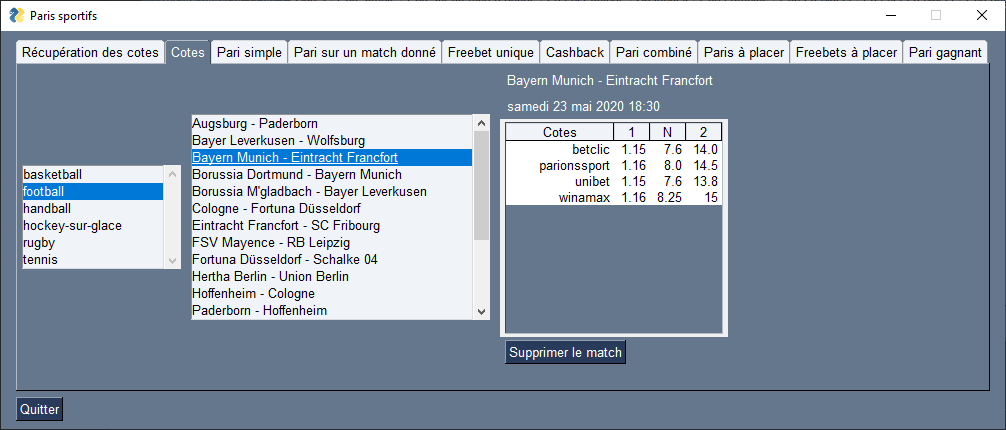 Paris sportifs
Récupération des cotes Cotes Pari simple Pari sur un match donné Freebet unique Cashback Pari combiné Paris à placer Freebets à placer Pari gagnant
basketball
football
handball
hockey-sur-glace
rugby
tennis
Augsburg - Paderborn
Bayer Leverkusen - Wolfsburg
Bayern Munich - Eintracht Francfort
Borussia Dortmund - Bayern Munich
Borussia M'gladbach - Bayer Leverkusen
Cologne - Fortuna Düsseldorf
Eintracht Francfort - SC Fribourg
FSV Mayence - RB Leipzig
Fortuna Düsseldorf - Schalke 04
Hertha Berlin - Union Berlin
Hoffenheim - Cologne
Paderborn - Hoffenheim
Bayern Munich - Eintracht Francfort
samedi 23 mai 2020 18:30
Cotes 1 N 2
betclic 1.15 7.6 14.0
parionssport 1.16 8.0 14.5
unibet 1.15 7.6 13.8
winamax 1.16 8.25 15
Supprimer le match
Quitter